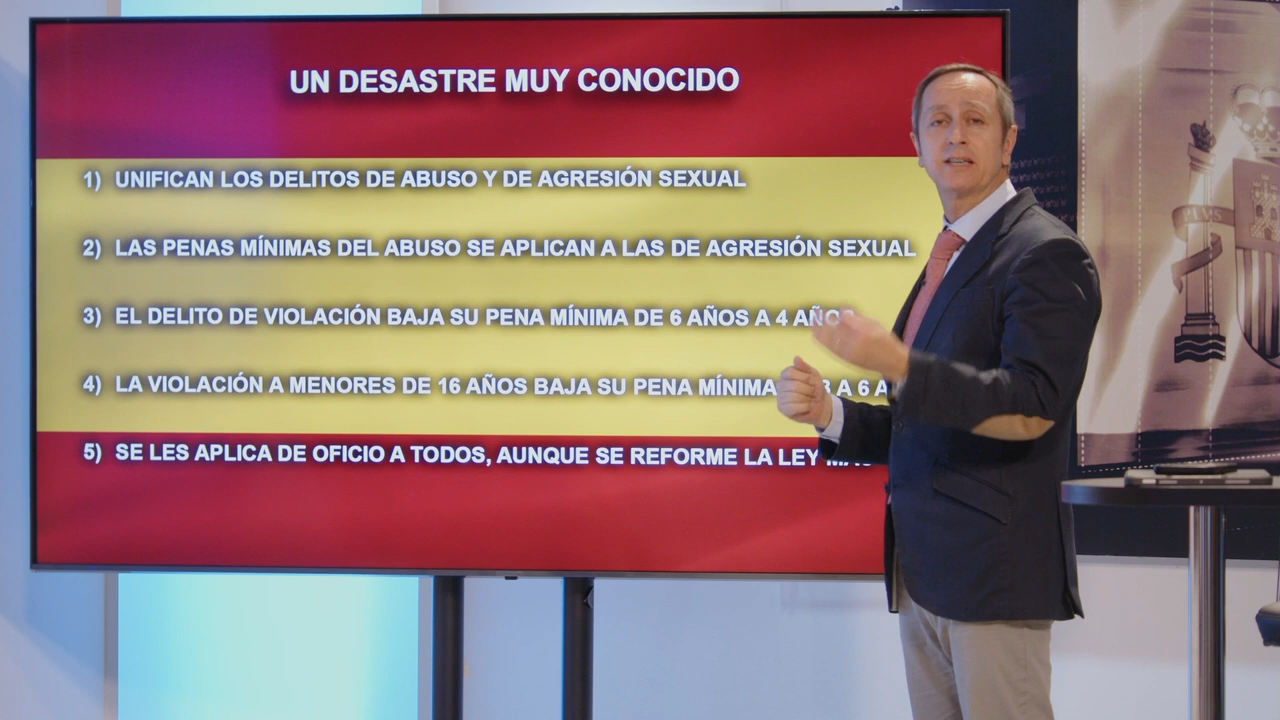 UN DESASTRE MUY CONOCIDO
1) UNIFICAN LOS DELITOS DE ABUSO Y DE AGRESIÓN SEXUAL
2) LAS PENAS MÍNIMAS DEL ABUSO SE APLICAN A LAS DE AGRESIÓN SEXUAL
3) EL DELITO DE VIOLACIÓN BAJA SU PENA MÍNIMA DE 6 AÑOS A 4 AÑOS
4) LA VIOLACIÓN A MENORES DE 16 AÑOS BAJA SU PENA MÍNIMA A 6
5) SE LES APLICA DE OFICIO A TODOS, AUNQUE SE REFORME LA LEY
PLUS